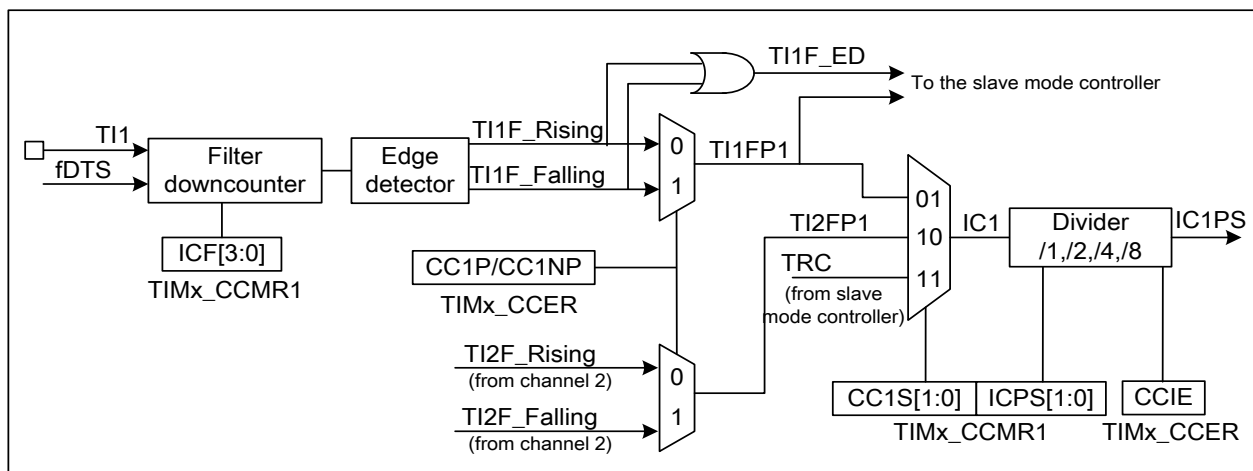 TI1F_ED
To the slave mode controller
TI1
fDTS
Filter
downcounter
Edge
detector
TI1F_Rising
TI1F_Falling
0
1
TI1FP1
ICF[3:0]
TIMx_CCMR1
CC1P/CC1NP
TIMx_CCER
TI2FP1
TRC
(from slave
mode controller)
01
10
11
IC1
Divider
/1,/2,/4,/8
IC1PS
TI2F_Rising
(from channel 2)
TI2F_Falling
(from channel 2)
0
1
CC1S[1:0]
ICPS[1:0]
TIMx_CCMR1
CCIE
TIMx_CCER